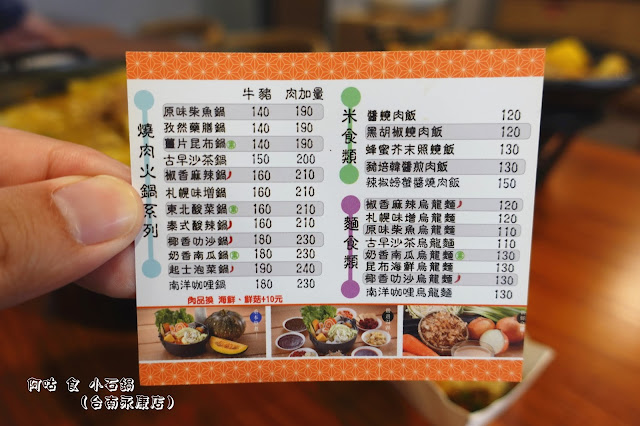 燒肉火鍋系列
牛豬 肉加量
原味柴魚鍋 140 190
孜然藥膳鍋 140 190
薑片昆布鍋 140 190
古早沙茶鍋 150 200
椒香麻辣鍋 160 210
札幌味增鍋 160 210
東北酸菜鍋 160 210
泰式酸辣鍋 160 210
椰香叻沙鍋 180 230
奶香南瓜鍋 180 230
起士泡菜鍋 190 240
南洋咖哩鍋 180 230
肉品換 海鮮、鮮菇+10元
米食類
醬燒肉飯 120
黑胡椒燒肉飯 120
蜂蜜芥末照燒飯 130
豬培韓醬煎肉飯 130
辣椒螃蟹醬燒肉飯 150
麵食類
椒香麻辣烏龍麵 120
札幌味增烏龍麵 120
原味柴魚烏龍麵 110
古早沙茶烏龍麵 110
奶香南瓜烏龍麵 130
昆布海鮮烏龍麵 130
椰香叻沙烏龍麵 130
南洋咖哩烏龍麵 130
阿咕 食 小石鍋
（台南永康店）